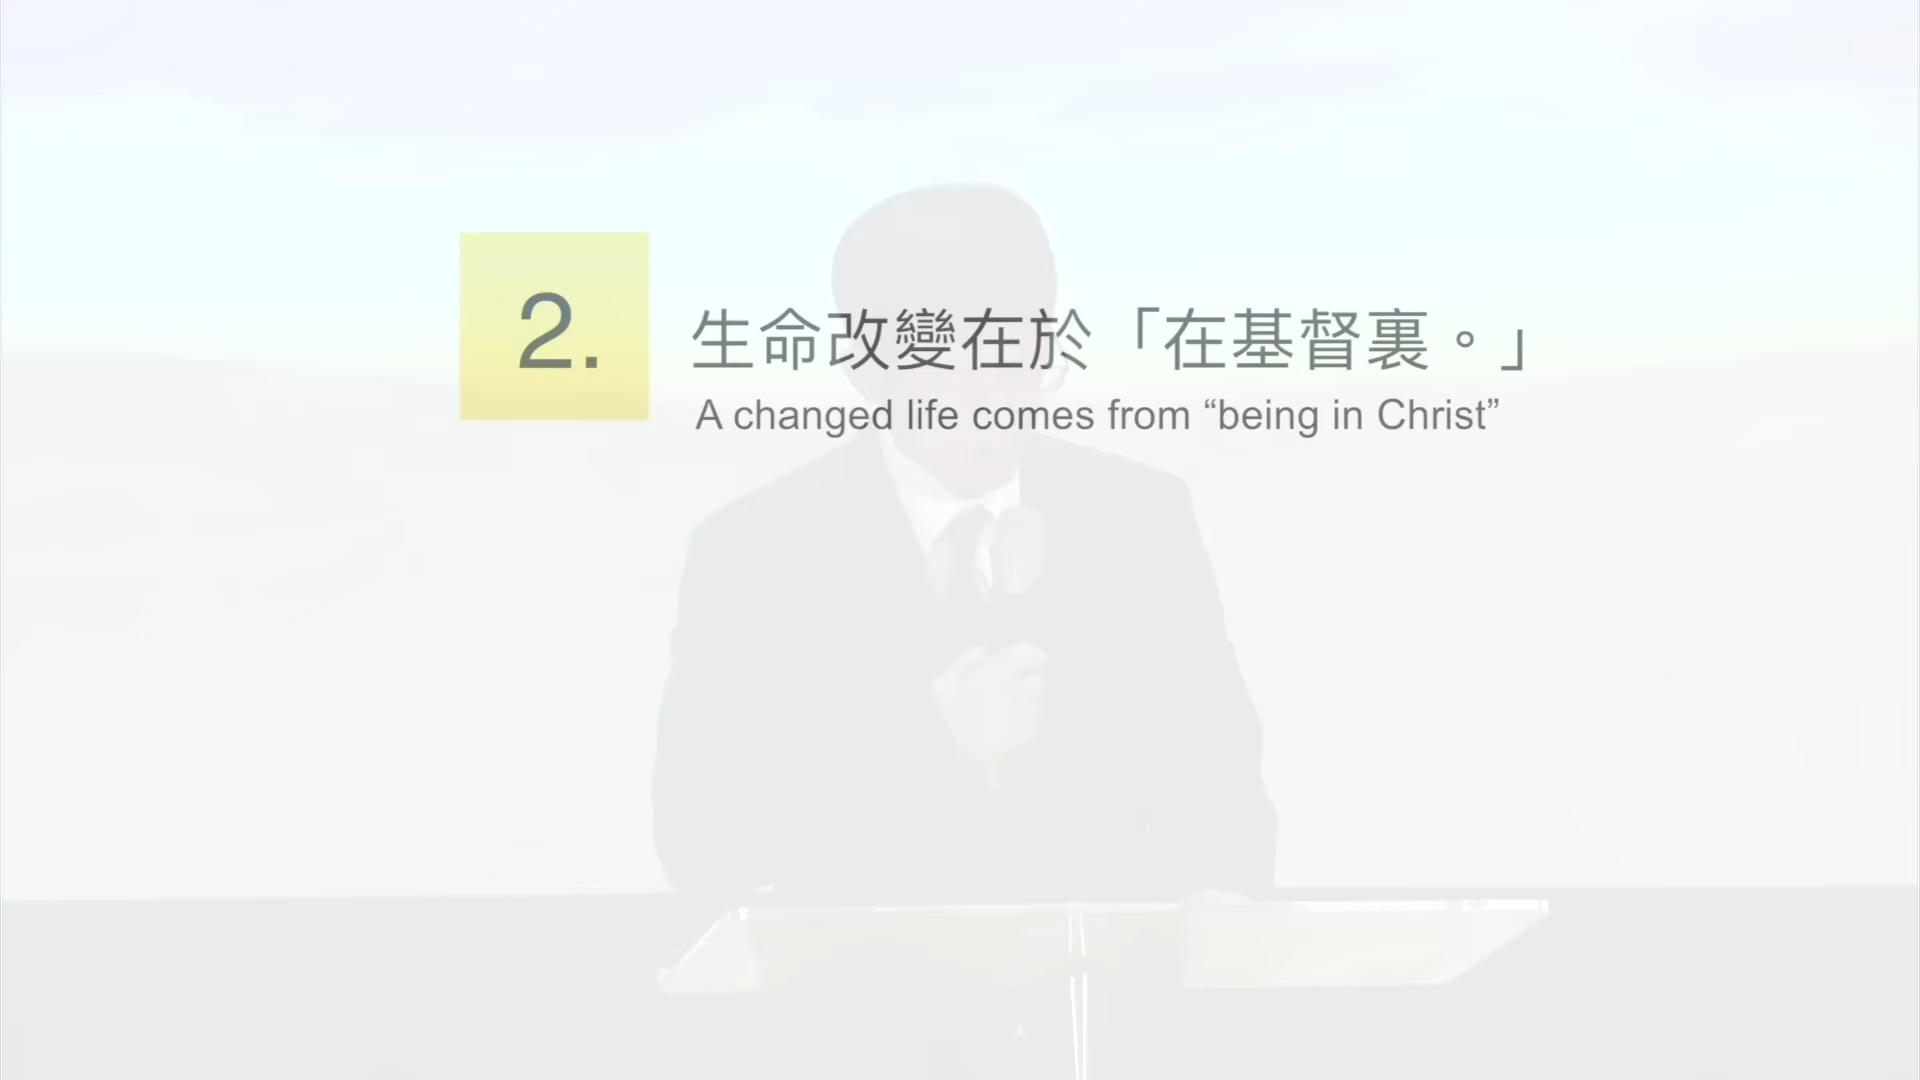 2.
生命改變在於「在基督裏。」
A changed life comes from “being in Christ”